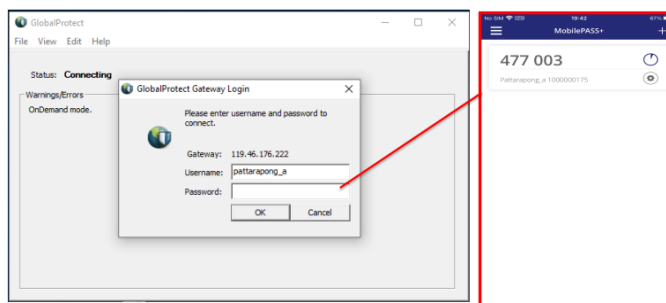 GlobalProtect
File View Edit Help
Status: Connecting
Warnings/Errors
OnDemand mode.
GlobalProtect Gateway Login
Please enter username and password to
connect.
Gateway: 119.46.176.222
Username: pattarapong_a
Password:
OK Cancel
No SIM 19:42 67%
MobilePASS+
477 003
Pattarapong_a 1000000175